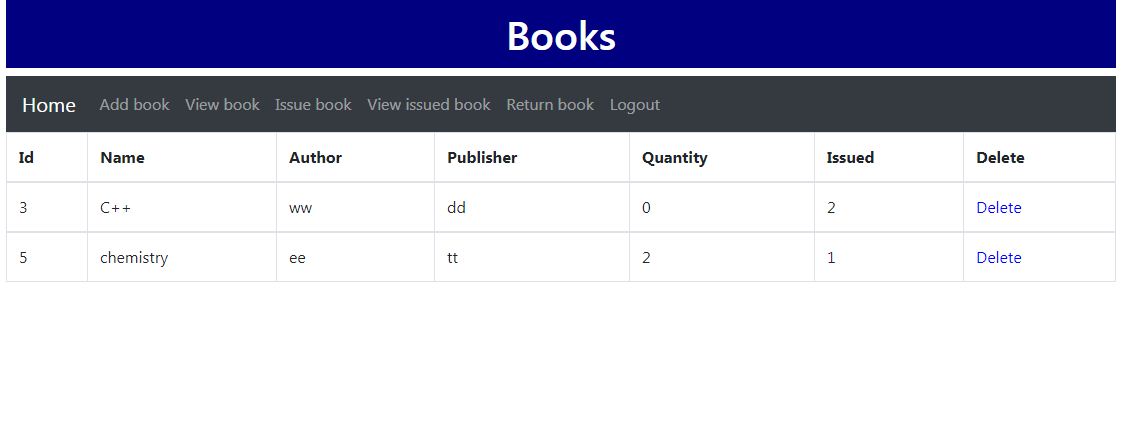 Books
Home Add book View book Issue book View issued book Return book Logout
Id Name Author Publisher Quantity Issued Delete
3 C++ ww dd 0 2 Delete
5 chemistry ee tt 2 1 Delete